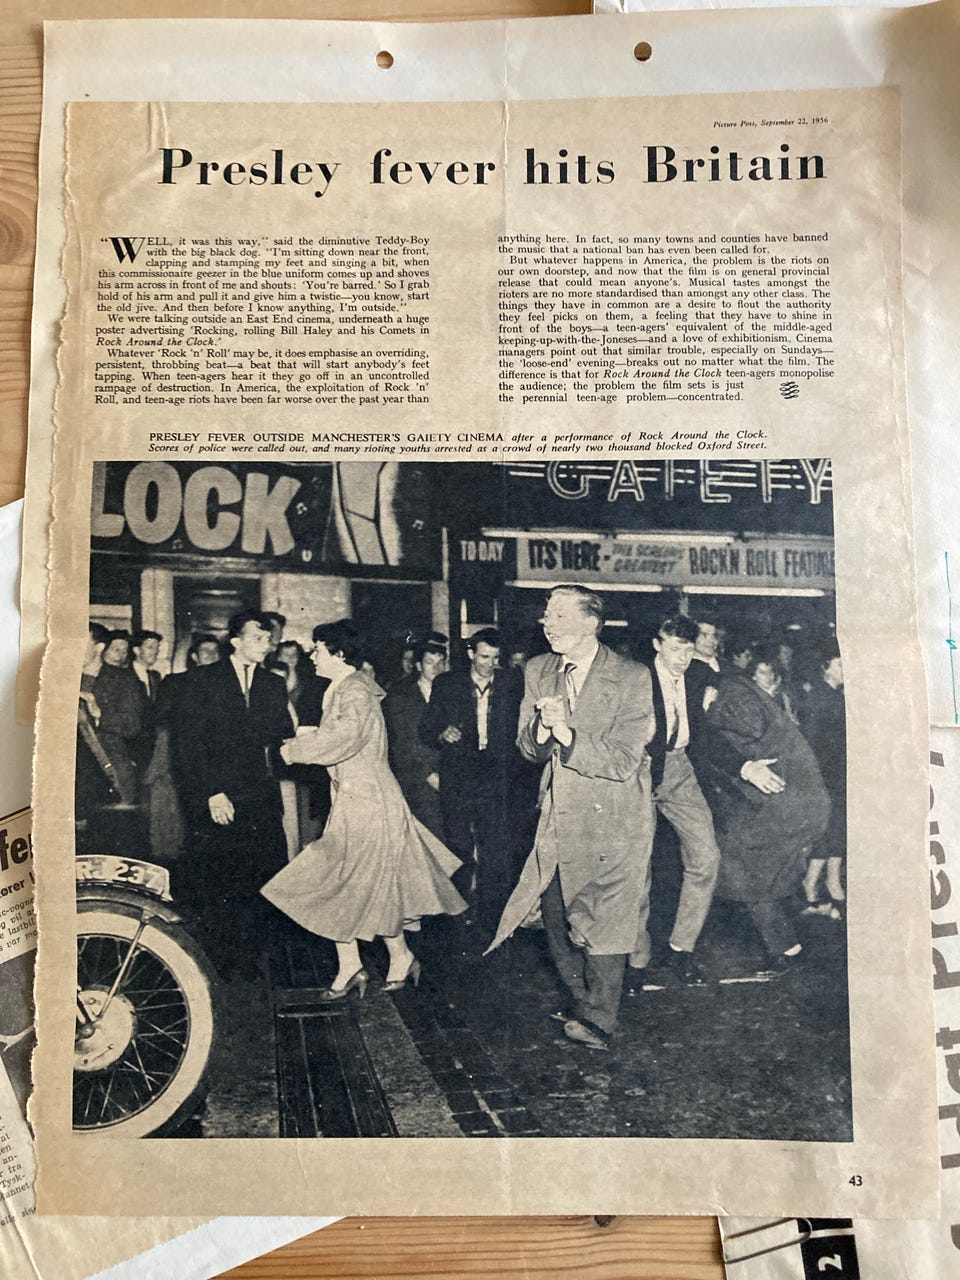 Picture Post, September 22, 1956
Presley fever hits Britain
"WELL, it was this way," said the diminutive Teddy-Boy
with the big black dog. "I'm sitting down near the front,
clapping and stamping my feet and singing a bit, when
this commissionaire geezer in the blue uniform comes up and shoves
his arm across in front of me and shouts: 'You're barred.' So I grab
hold of his arm and pull it and give him a twistie—you know, start
the old jive. And then before I know anything, I'm outside."
We were talking outside an East End cinema, underneath a huge
poster advertising 'Rocking, rolling Bill Haley and his Comets in
Rock Around the Clock.'
Whatever 'Rock 'n' Roll' may be, it does emphasise an overriding,
persistent, throbbing beat—a beat that will start anybody's feet
tapping. When teen-agers hear it they go off in an uncontrolled
rampage of destruction. In America, the exploitation of Rock 'n'
Roll, and teen-age riots have been far worse over the past year than
anything here. In fact, so many towns and counties have banned
the music that a national ban has even been called for.
But whatever happens in America, the problem is the riots on
our own doorstep, and now that the film is on general provincial
release that could mean anyone's. Musical tastes amongst the
rioters are no more standardised than amongst any other class. The
things they have in common are a desire to flout the authority
they feel picks on them, a feeling that they have to shine in
front of the boys—a teen-agers' equivalent of the middle-aged
keeping-up-with-the-Joneses—and a love of exhibitionism. Cinema
managers point out that similar trouble, especially on Sundays—
the 'loose-end' evening—breaks out no matter what the film. The
difference is that for Rock Around the Clock teen-agers monopolise
the audience; the problem the film sets is just
the perennial teen-age problem—concentrated.
PRESLEY FEVER OUTSIDE MANCHESTER'S GAIETY CINEMA after a performance of Rock Around the Clock.
Scores of police were called out, and many rioting youths arrested as a crowd of nearly two thousand blocked Oxford Street.
LOCK
GAIETY
TODAY
IT'S HERE - THE SCREEN'S GREATEST ROCK'N ROLL FEATURE
237
43
2